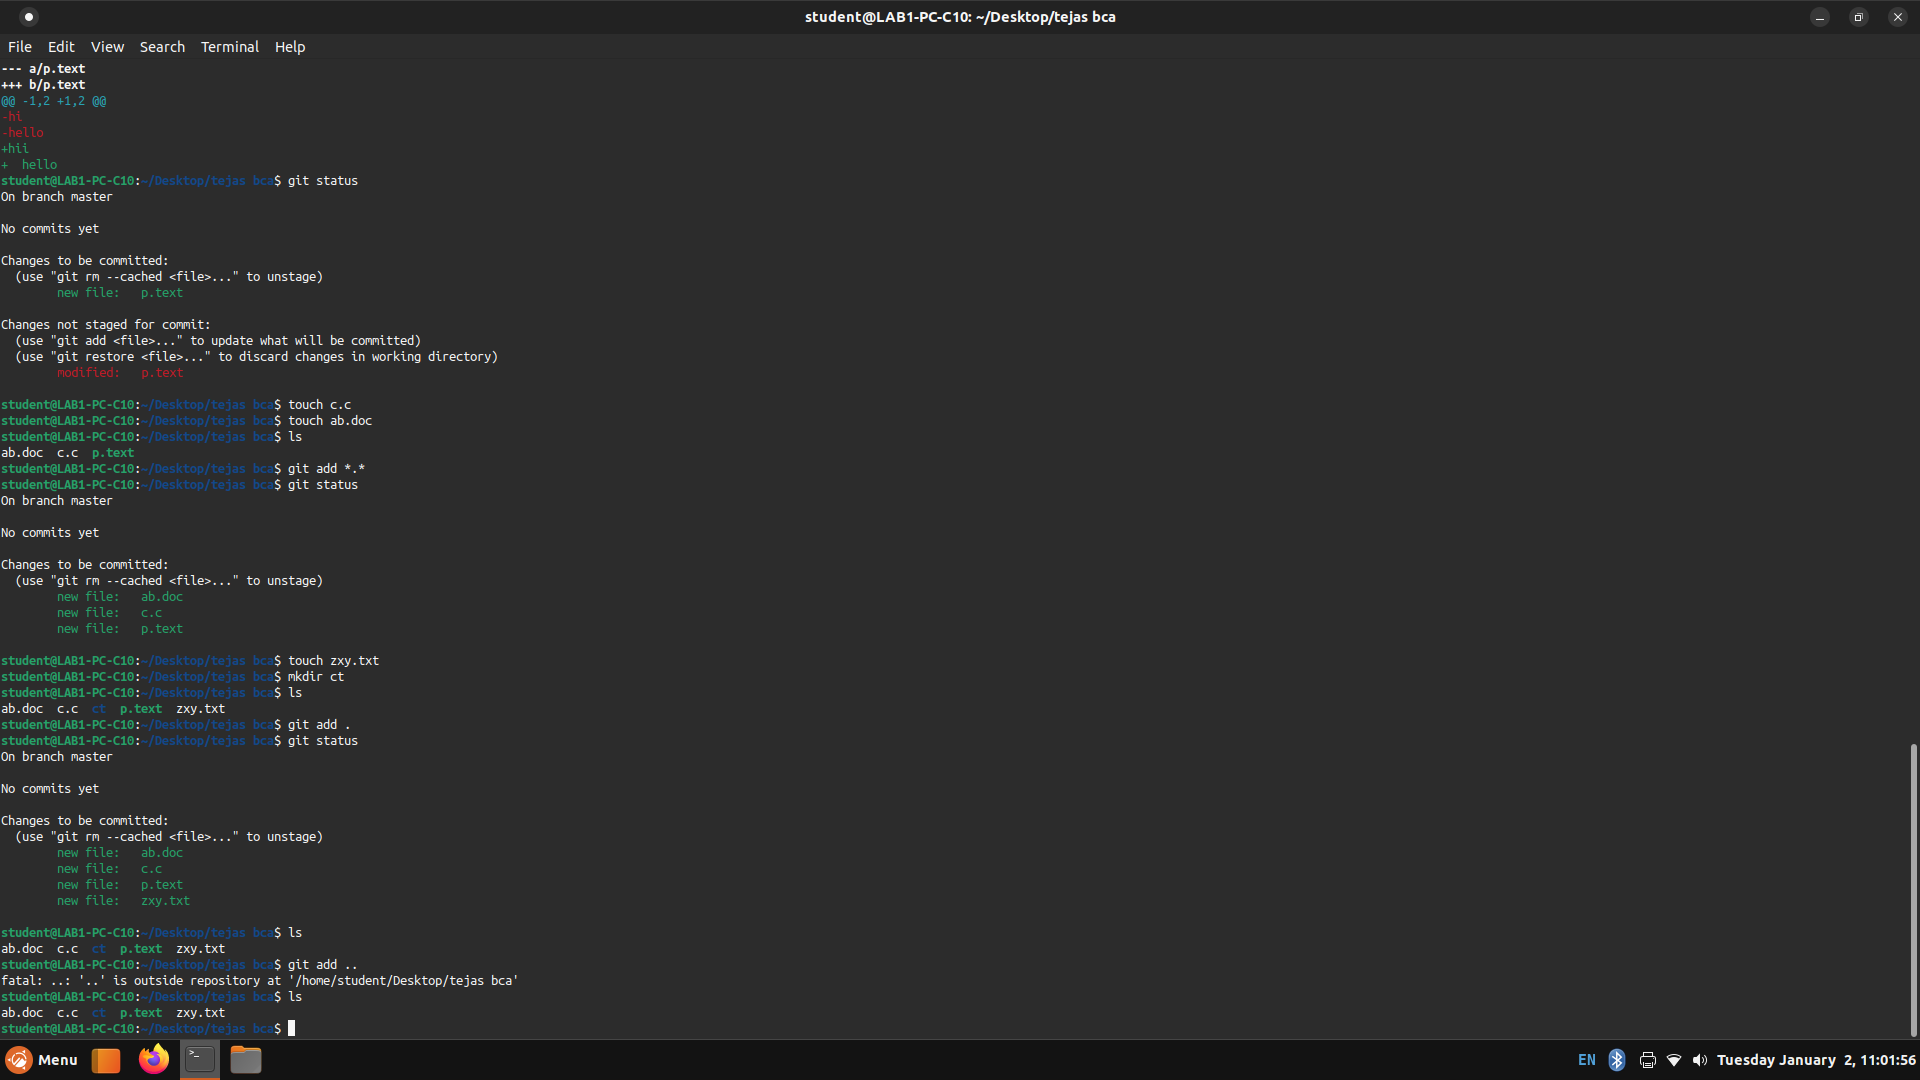 student@LAB1-PC-C10: ~/Desktop/tejas bca
File Edit View Search Terminal Help
--- a/p.text
+++ b/p.text
@@ -1,2 +1,2 @@
-hi
-hello
+hii
+  hello
student@LAB1-PC-C10:~/Desktop/tejas bca$ git status
On branch master
No commits yet
Changes to be committed:
  (use "git rm --cached <file>..." to unstage)
        new file:   p.text
Changes not staged for commit:
  (use "git add <file>..." to update what will be committed)
  (use "git restore <file>..." to discard changes in working directory)
        modified:   p.text
student@LAB1-PC-C10:~/Desktop/tejas bca$ touch c.c
student@LAB1-PC-C10:~/Desktop/tejas bca$ touch ab.doc
student@LAB1-PC-C10:~/Desktop/tejas bca$ ls
ab.doc  c.c  p.text
student@LAB1-PC-C10:~/Desktop/tejas bca$ git add *.*
student@LAB1-PC-C10:~/Desktop/tejas bca$ git status
On branch master
No commits yet
Changes to be committed:
  (use "git rm --cached <file>..." to unstage)
        new file:   ab.doc
        new file:   c.c
        new file:   p.text
student@LAB1-PC-C10:~/Desktop/tejas bca$ touch zxy.txt
student@LAB1-PC-C10:~/Desktop/tejas bca$ mkdir ct
student@LAB1-PC-C10:~/Desktop/tejas bca$ ls
ab.doc  c.c  ct  p.text  zxy.txt
student@LAB1-PC-C10:~/Desktop/tejas bca$ git add .
student@LAB1-PC-C10:~/Desktop/tejas bca$ git status
On branch master
No commits yet
Changes to be committed:
  (use "git rm --cached <file>..." to unstage)
        new file:   ab.doc
        new file:   c.c
        new file:   p.text
        new file:   zxy.txt
student@LAB1-PC-C10:~/Desktop/tejas bca$ ls
ab.doc  c.c  ct  p.text  zxy.txt
student@LAB1-PC-C10:~/Desktop/tejas bca$ git add ..
fatal: ..: '..' is outside repository at '/home/student/Desktop/tejas bca'
student@LAB1-PC-C10:~/Desktop/tejas bca$ ls
ab.doc  c.c  ct  p.text  zxy.txt
student@LAB1-PC-C10:~/Desktop/tejas bca$
Menu EN Tuesday January  2, 11:01:56